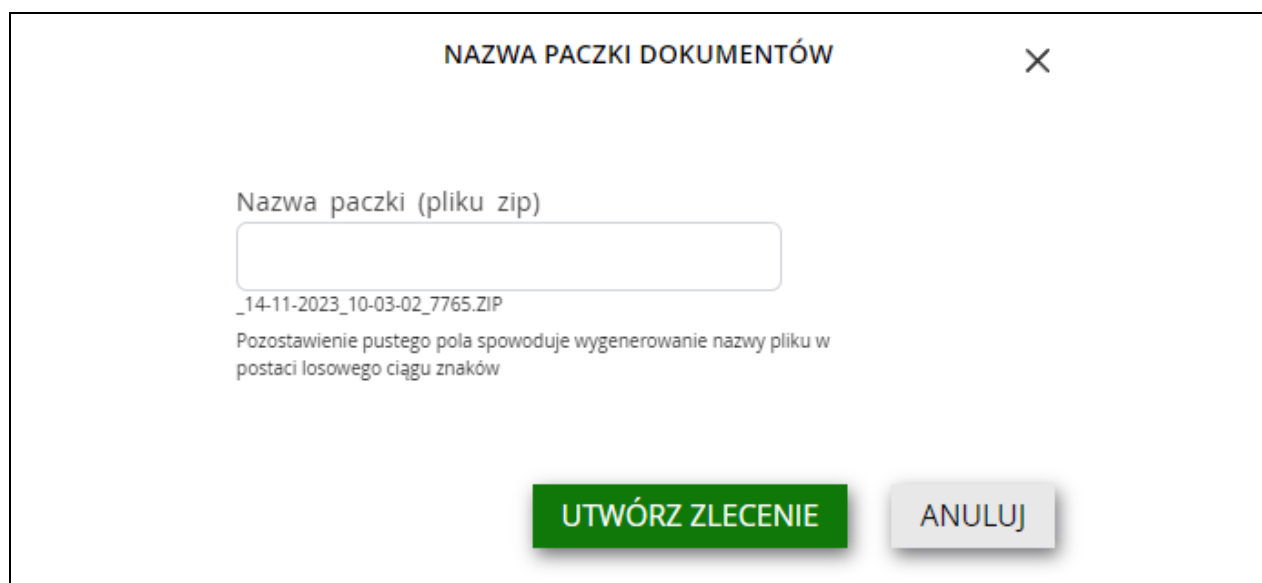 NAZWA PACZKI DOKUMENTÓW
Nazwa paczki (pliku zip)
_14-11-2023_10-03-02_7765.ZIP
Pozostawienie pustego pola spowoduje wygenerowanie nazwy pliku w
postaci losowego ciągu znaków
UTWÓRZ ZLECENIE
ANULUJ